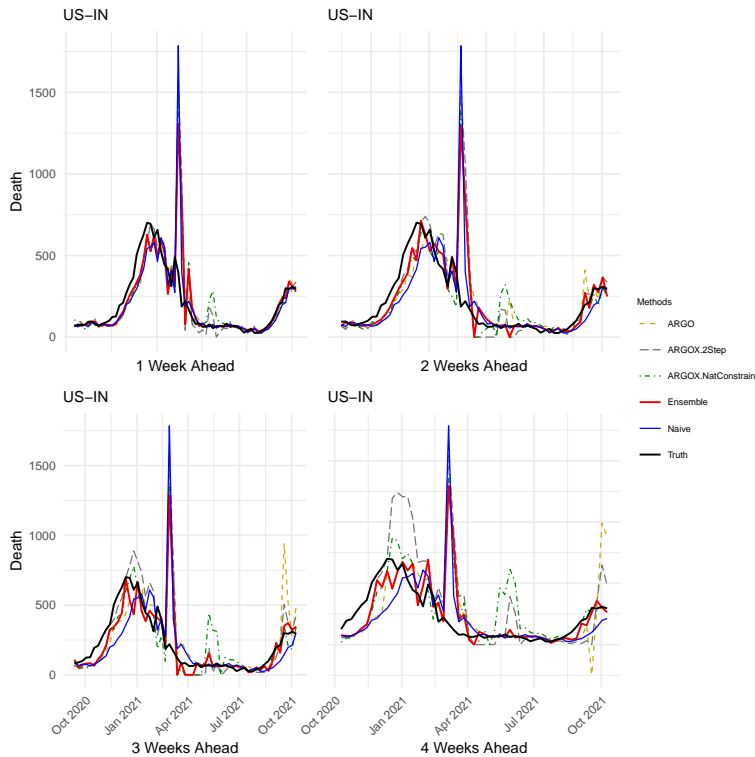 US−IN
US−IN
1500
1000
500
0
Death
1 Week Ahead
2 Weeks Ahead
Methods
ARGO
ARGOX.2Step
ARGOX.NatConstrain
Ensemble
Naive
Truth
US−IN
US−IN
1500
1000
500
0
Death
Oct 2020
Jan 2021
Apr 2021
Jul 2021
Oct 2021
Oct 2020
Jan 2021
Apr 2021
Jul 2021
Oct 2021
3 Weeks Ahead
4 Weeks Ahead